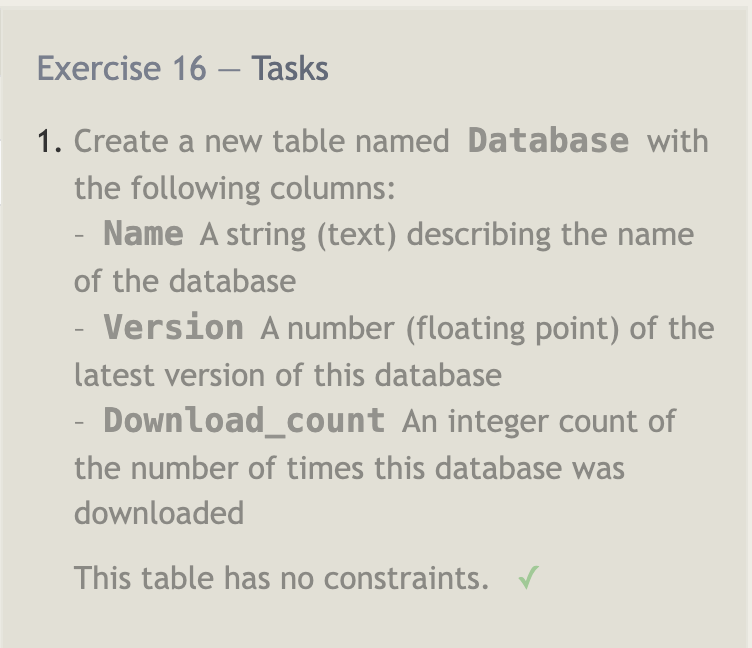 Exercise 16 — Tasks
1. Create a new table named Database with
the following columns:
– Name A string (text) describing the name
of the database
– Version A number (floating point) of the
latest version of this database
– Download_count An integer count of
the number of times this database was
downloaded
This table has no constraints. ✓